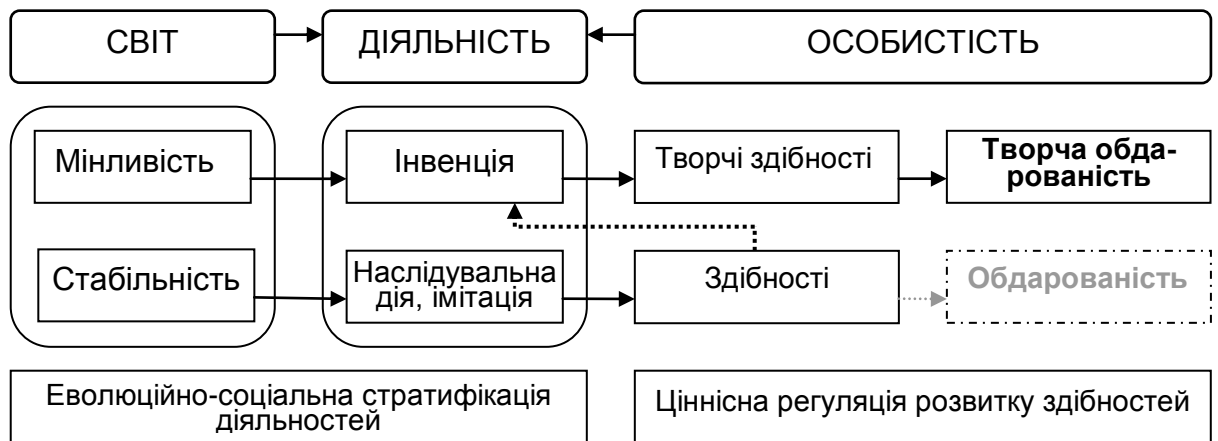 СВІТ
ДІЯЛЬНІСТЬ
ОСОБИСТІСТЬ
Мінливість
Інвенція
Творчі здібності
Творча обда-
рованість
Стабільність
Наслідувальна
дія, імітація
Здібності
Обдарованість
Еволюційно-соціальна стратифікація
діяльностей
Ціннісна регуляція розвитку здібностей